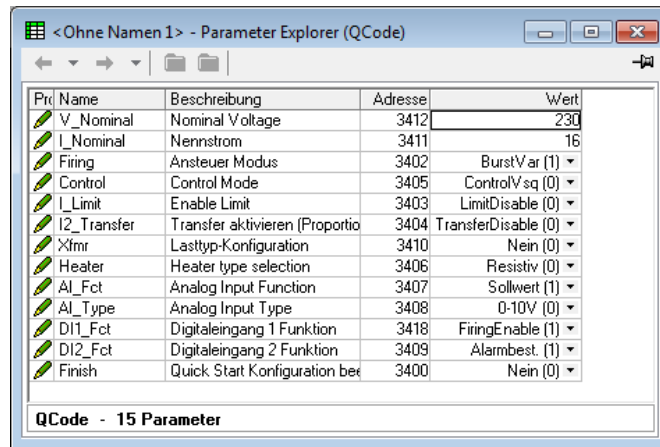 <Ohne Namen 1> - Parameter Explorer (QCode)
Prc Name Beschreibung Adresse Wert
V_Nominal Nominal Voltage 3412 230
I_Nominal Nennstrom 3411 16
Firing Ansteuer Modus 3402 BurstVar (1)
Control Control Mode 3405 ControlVsq (0)
I_Limit Enable Limit 3403 LimitDisable (0)
I2_Transfer Transfer aktivieren (Proportio 3404 TransferDisable (0)
Xfmr Lasttyp-Konfiguration 3410 Nein (0)
Heater Heater type selection 3406 Resistiv (0)
AI_Fct Analog Input Function 3407 Sollwert (1)
AI_Type Analog Input Type 3408 0-10V (0)
DI1_Fct Digitaleingang 1 Funktion 3418 FiringEnable (1)
DI2_Fct Digitaleingang 2 Funktion 3409 Alarmbest. (1)
Finish Quick Start Konfiguration bee 3400 Nein (0)
QCode - 15 Parameter